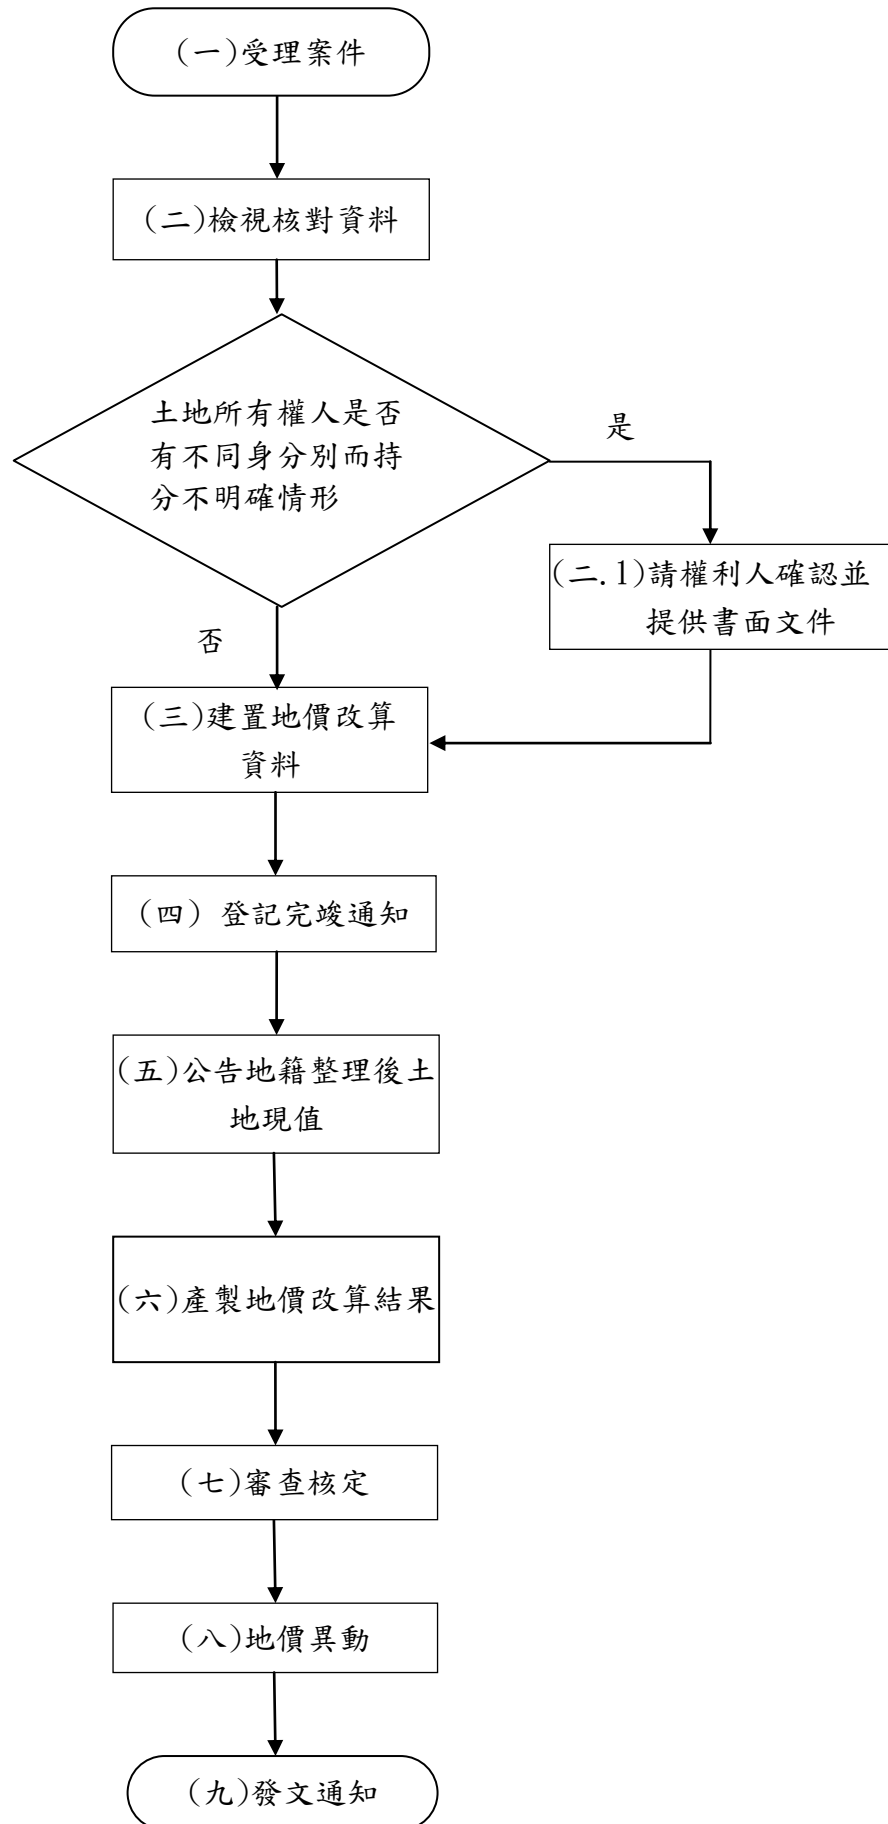 (一)受理案件
(二)檢視核對資料
土地所有權人是否
有不同身分別而持
分不明確情形
是
(二.1)請權利人確認並
提供書面文件
否
(三)建置地價改算
資料
(四) 登記完竣通知
(五)公告地籍整理後土
地現值
(六)產製地價改算結果
(七)審查核定
(八)地價異動
(九)發文通知